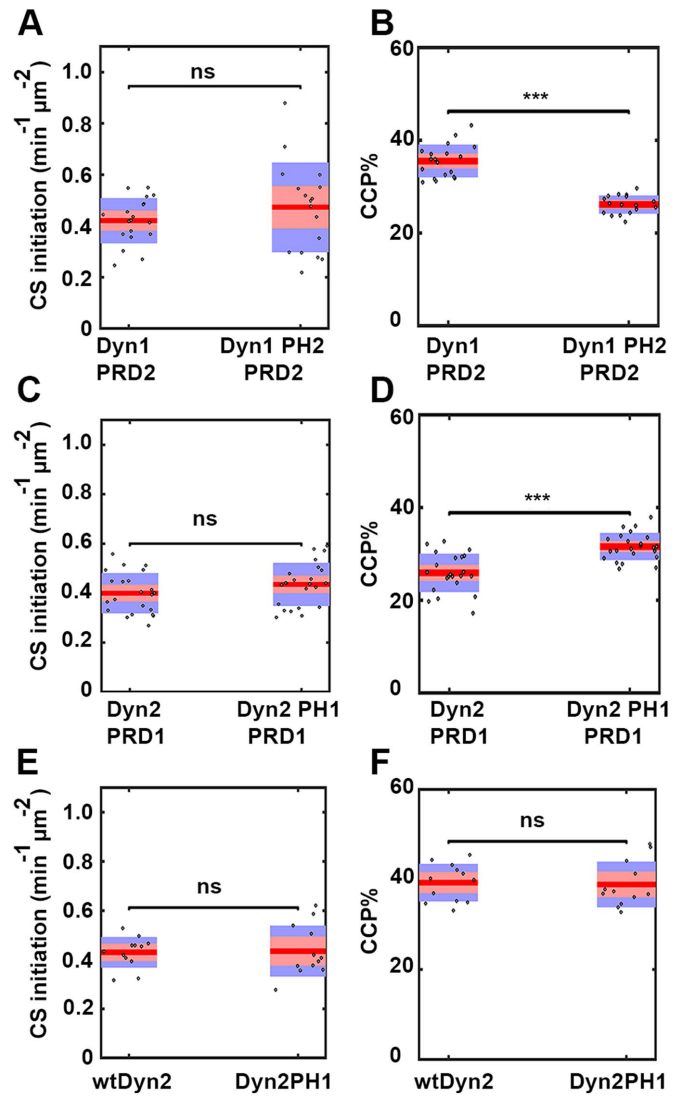 A
CS initiation (min⁻¹ µm⁻²)
1.0
0.8
0.6
0.4
0.2
0
ns
Dyn1
PRD2
Dyn1 PH2
PRD2
B
CCP%
60
40
20
0
***
Dyn1
PRD2
Dyn1 PH2
PRD2
C
CS initiation (min⁻¹ µm⁻²)
1.0
0.8
0.6
0.4
0.2
0
ns
Dyn2
PRD1
Dyn2 PH1
PRD1
D
CCP%
60
40
20
0
***
Dyn2
PRD1
Dyn2 PH1
PRD1
E
CS initiation (min⁻¹ µm⁻²)
1.0
0.8
0.6
0.4
0.2
0
ns
wtDyn2
Dyn2PH1
F
CCP%
60
40
20
0
ns
wtDyn2
Dyn2PH1